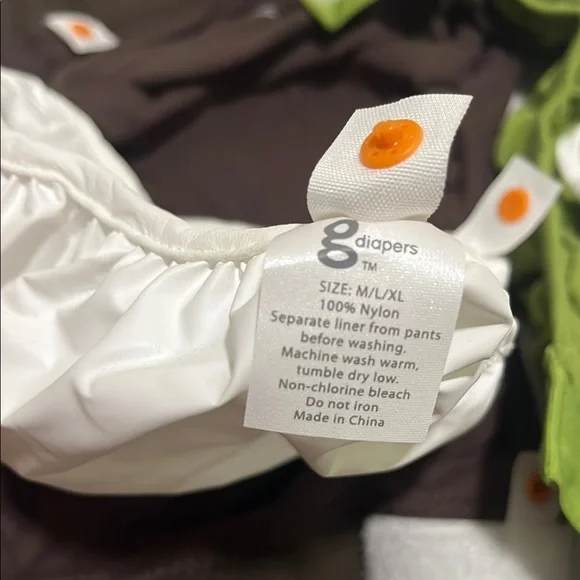 g diapers
TM
SIZE: M/L/XL
100% Nylon
Separate liner from pants
before washing.
Machine wash warm,
tumble dry low.
Non-chlorine bleach
Do not iron
Made in China